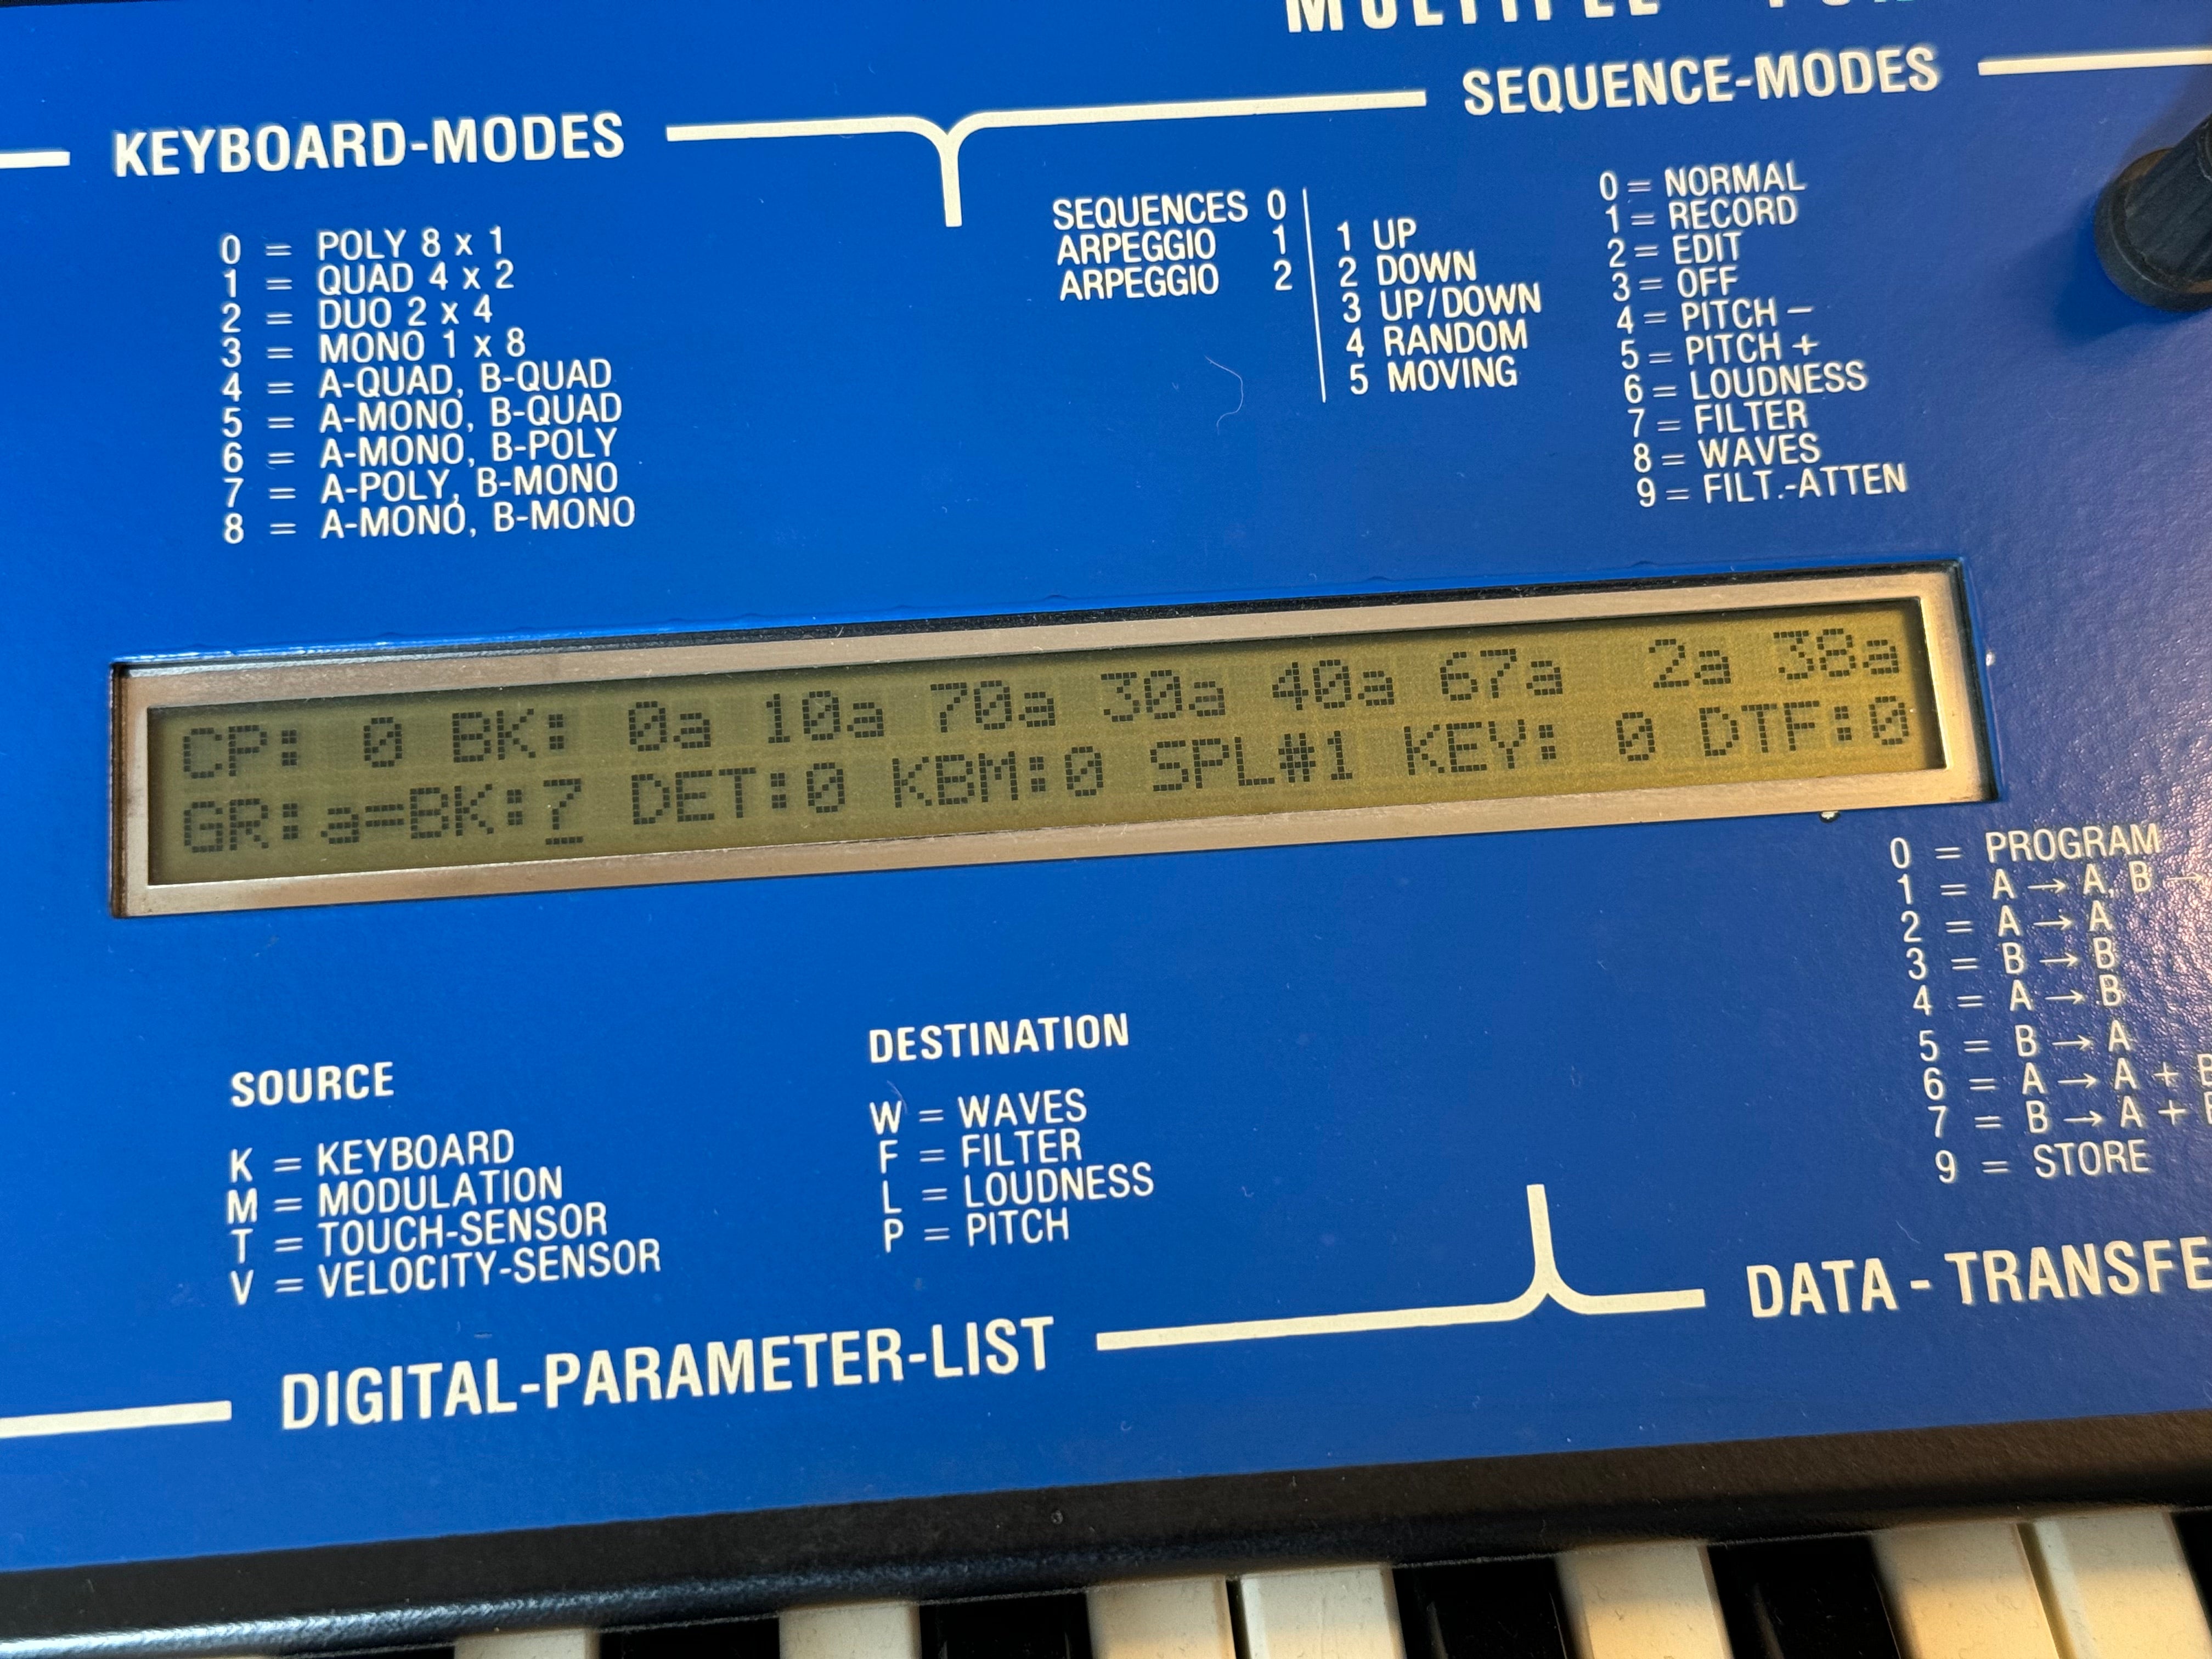 MULTIPLE
KEYBOARD-MODES
0 = POLY 8 x 1
1 = QUAD 4 x 2
2 = DUO 2 x 4
3 = MONO 1 x 8
4 = A-QUAD, B-QUAD
5 = A-MONO, B-QUAD
6 = A-MONO, B-POLY
7 = A-POLY, B-MONO
8 = A-MONO, B-MONO
SEQUENCE-MODES
SEQUENCES 0
ARPEGGIO 1
ARPEGGIO 2
1 UP
2 DOWN
3 UP/DOWN
4 RANDOM
5 MOVING
0 = NORMAL
1 = RECORD
2 = EDIT
3 = OFF
4 = PITCH −
5 = PITCH +
6 = LOUDNESS
7 = FILTER
8 = WAVES
9 = FILT.-ATTEN
CP: 0 BK: 0a 10a 70a 30a 40a 67a 2a 38a
GR:a=BK:7 DET:0 KBM:0 SPL#1 KEY: 0 DTF:0
SOURCE
K = KEYBOARD
M = MODULATION
T = TOUCH-SENSOR
V = VELOCITY-SENSOR
DESTINATION
W = WAVES
F = FILTER
L = LOUDNESS
P = PITCH
DIGITAL-PARAMETER-LIST
0 = PROGRAM
1 = A → A, B →
2 = A → A
3 = B → B
4 = A → B
5 = B → A
6 = A → A + B
7 = B → A + B
9 = STORE
DATA - TRANSFE